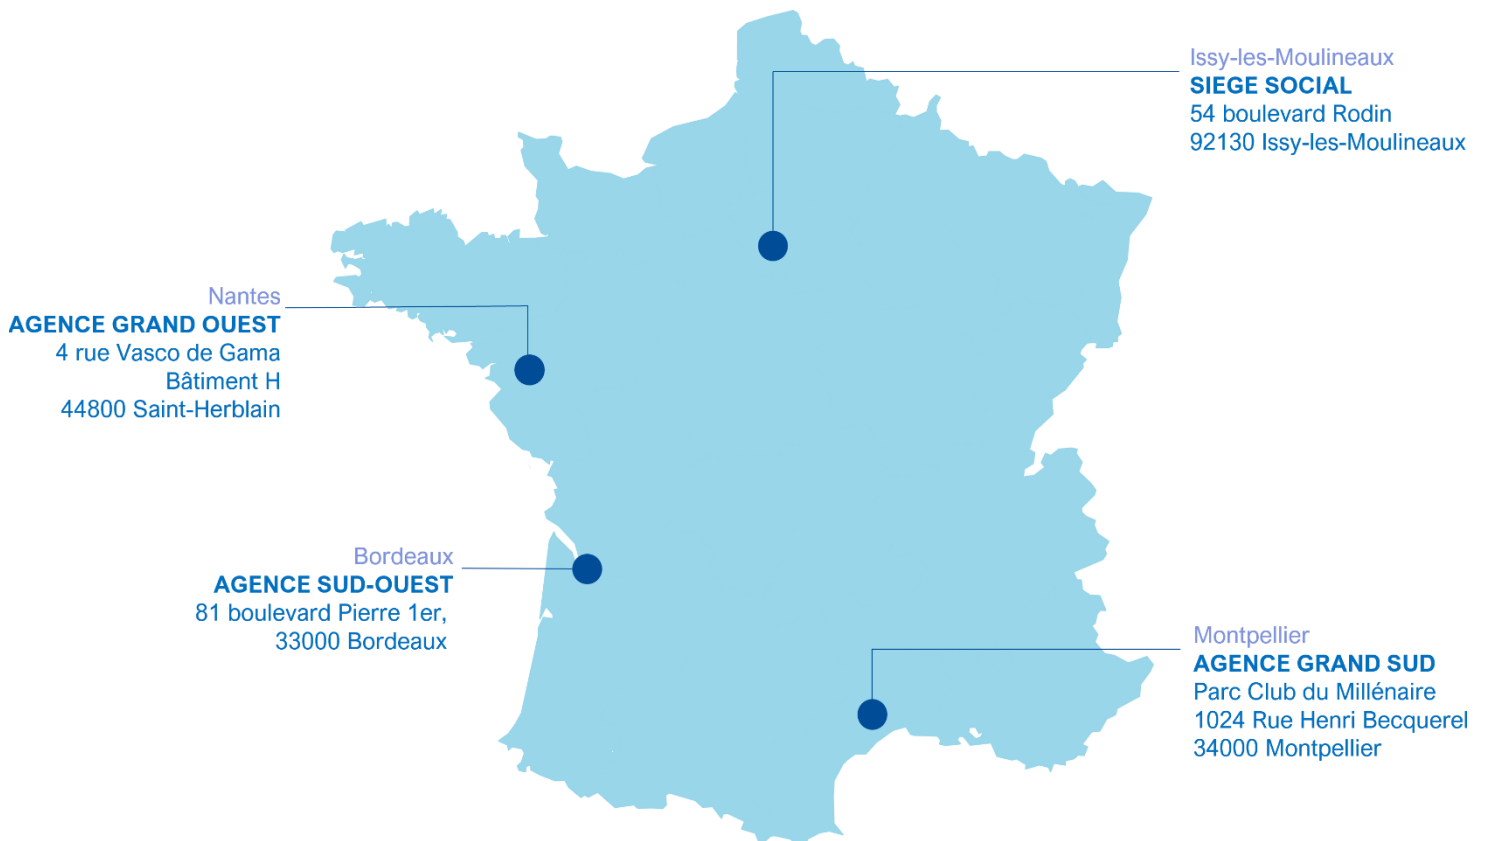 Issy-les-Moulineaux
SIEGE SOCIAL
54 boulevard Rodin
92130 Issy-les-Moulineaux
Nantes
AGENCE GRAND OUEST
4 rue Vasco de Gama
Bâtiment H
44800 Saint-Herblain
Bordeaux
AGENCE SUD-OUEST
81 boulevard Pierre 1er,
33000 Bordeaux
Montpellier
AGENCE GRAND SUD
Parc Club du Millénaire
1024 Rue Henri Becquerel
34000 Montpellier